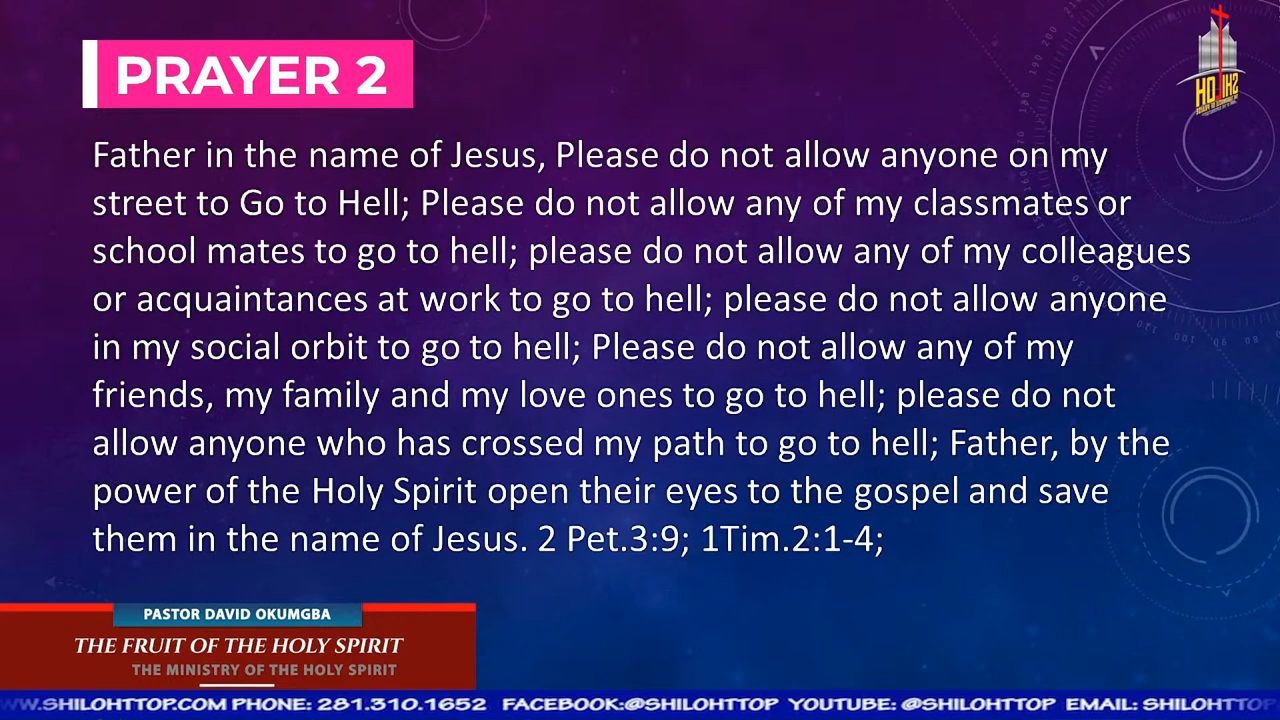 PRAYER 2
Father in the name of Jesus, Please do not allow anyone on my
street to Go to Hell; Please do not allow any of my classmates or
school mates to go to hell; please do not allow any of my colleagues
or acquaintances at work to go to hell; please do not allow anyone
in my social orbit to go to hell; Please do not allow any of my
friends, my family and my love ones to go to hell; please do not
allow anyone who has crossed my path to go to hell; Father, by the
power of the Holy Spirit open their eyes to the gospel and save
them in the name of Jesus. 2 Pet.3:9; 1Tim.2:1-4;
PASTOR DAVID OKUMGBA
THE FRUIT OF THE HOLY SPIRIT
THE MINISTRY OF THE HOLY SPIRIT
WW.SHILOHTTOP.COM PHONE: 281.310.1652 FACEBOOK:@SHILOHTTOP YOUTUBE: @SHILOHTTOP EMAIL: SHILOHTTOP